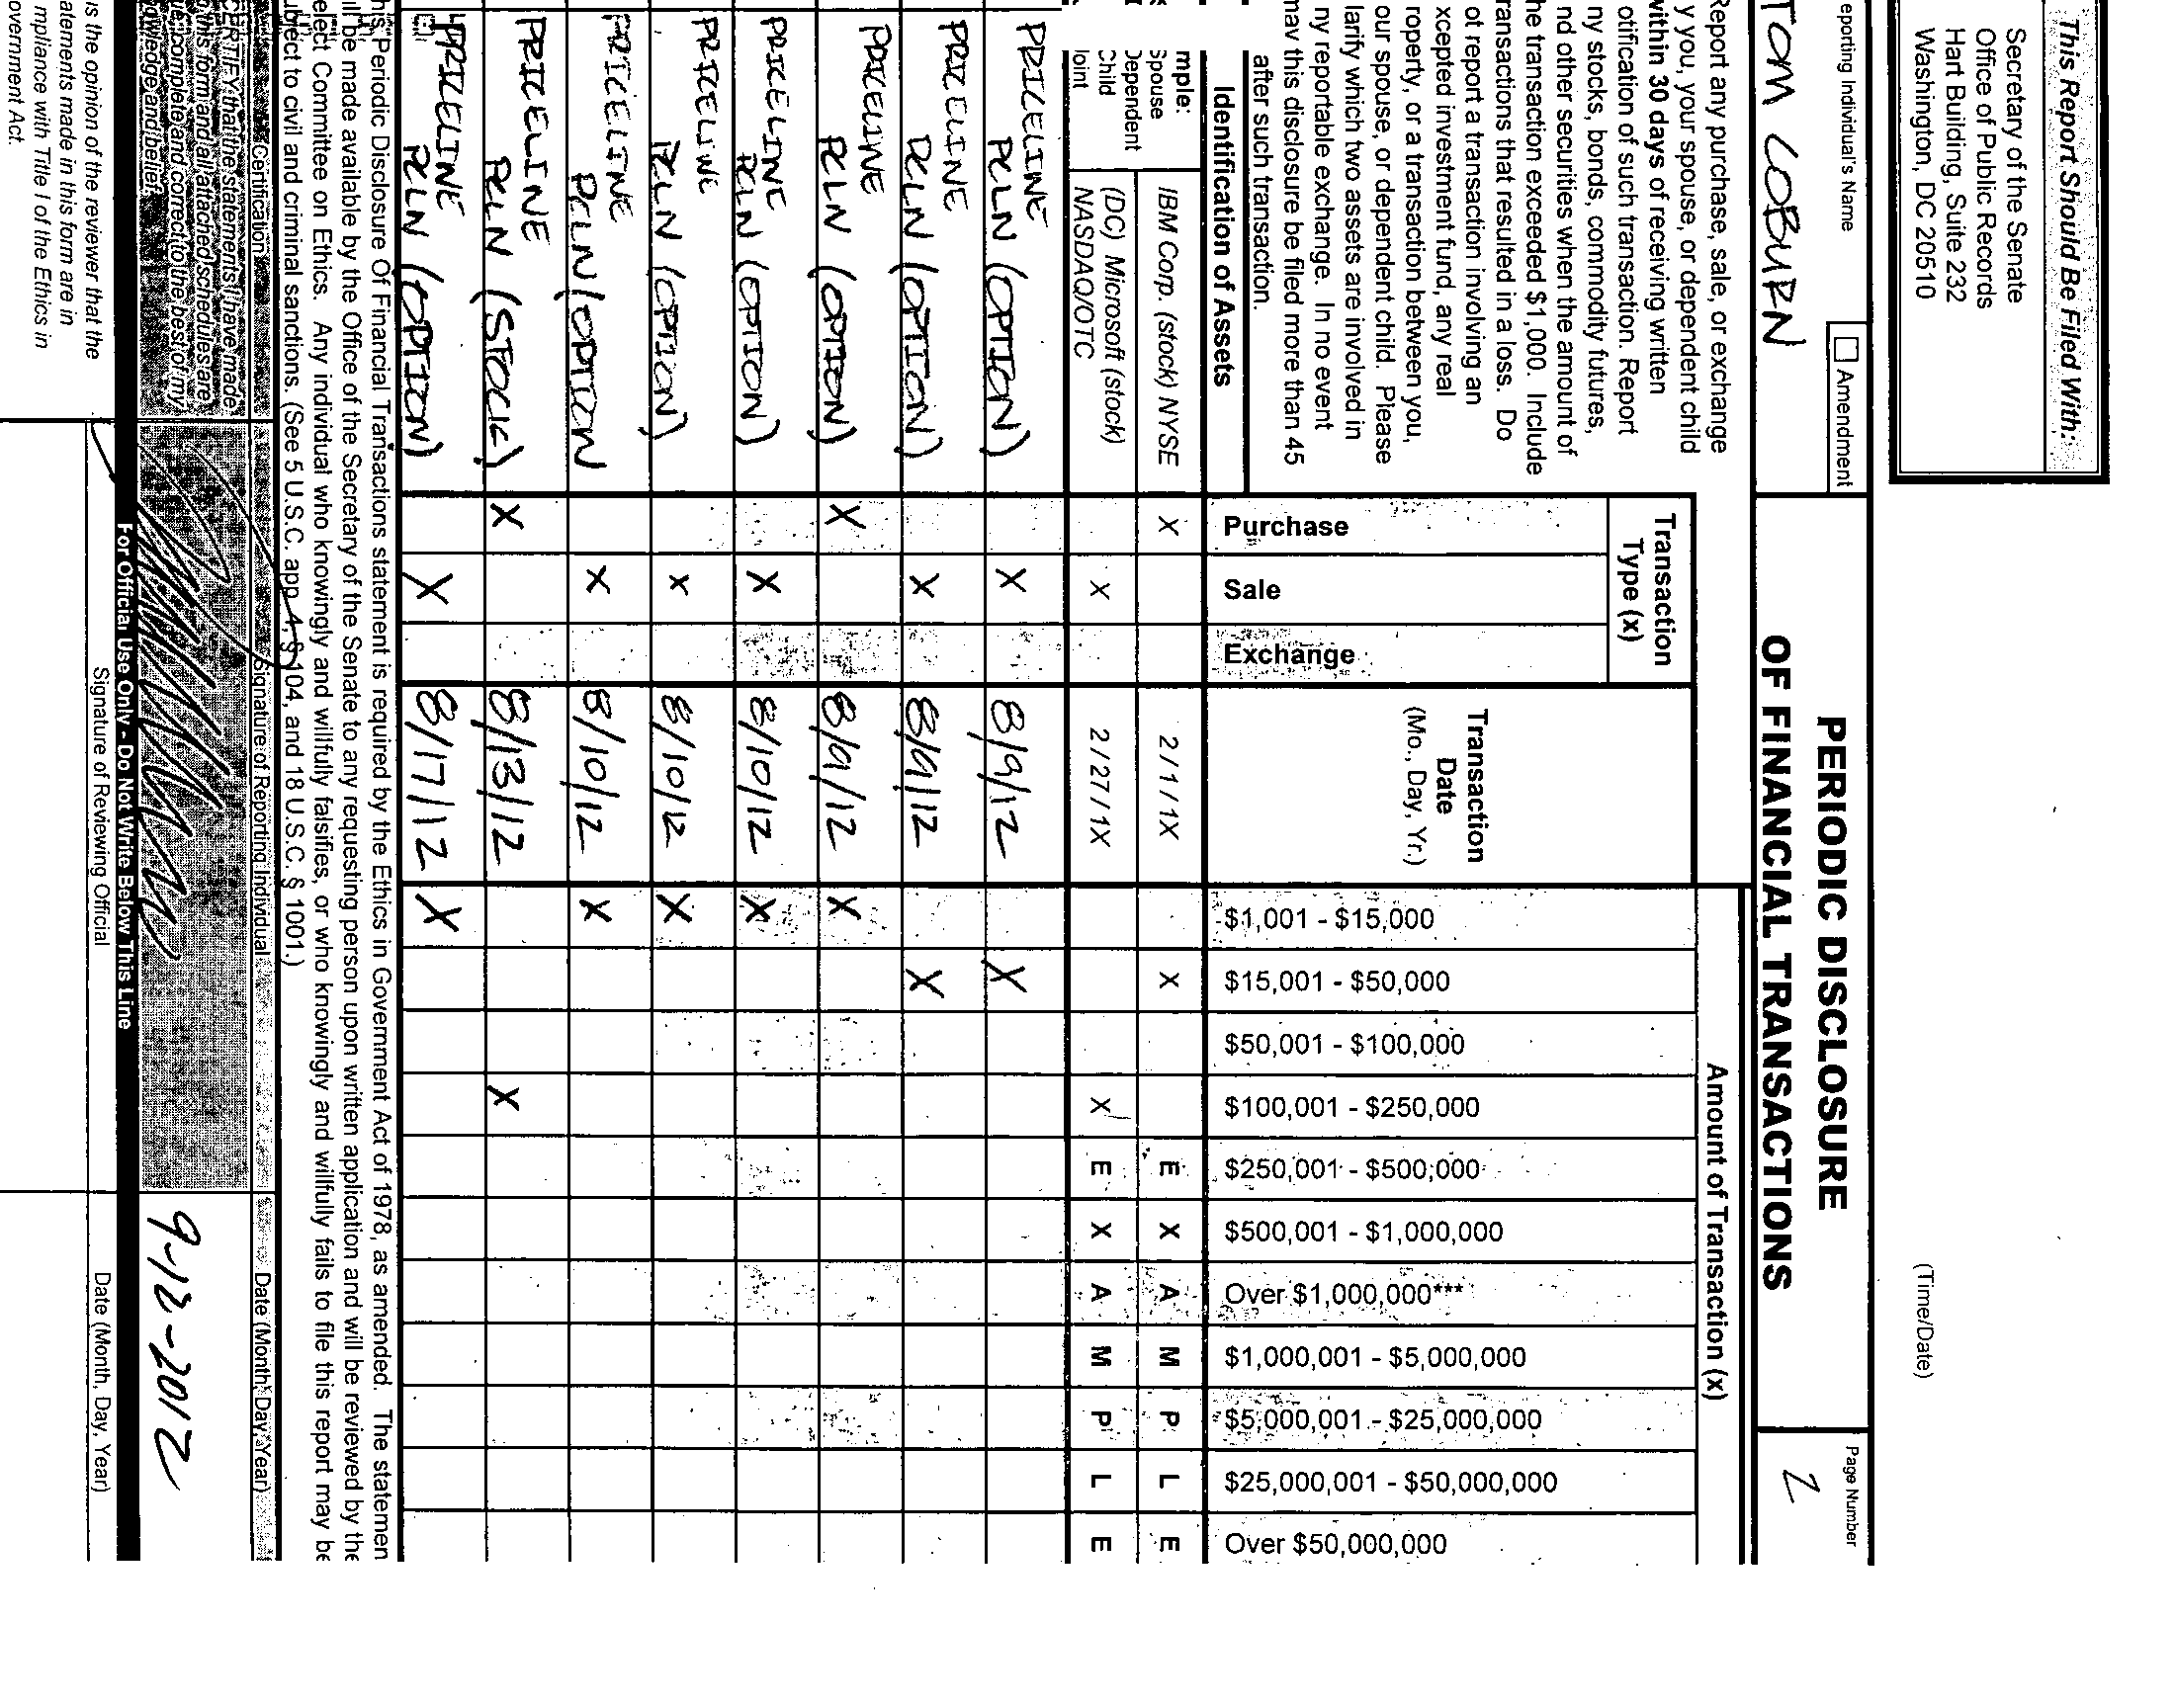 This Report Should Be Filed With:
Secretary of the Senate
Office of Public Records
Hart Building, Suite 232
Washington, DC 20510
(Time/Date)
eporting Individual's Name
Amendment
TOM COBURN
PERIODIC DISCLOSURE
OF FINANCIAL TRANSACTIONS
Page Number
2
Report any purchase, sale, or exchange
y you, your spouse, or dependent child
within 30 days of receiving written
otification of such transaction. Report
ny stocks, bonds, commodity futures,
nd other securities when the amount of
he transaction exceeded $1,000. Include
ransactions that resulted in a loss. Do
ot report a transaction involving an
xcepted investment fund, any real
roperty, or a transaction between you,
our spouse, or dependent child. Please
larify which two assets are involved in
ny reportable exchange. In no event
may this disclosure be filed more than 45
after such transaction.
Identification of Assets
Transaction
Type (x)
Purchase
Sale
Exchange
Transaction
Date
(Mo., Day, Yr.)
Amount of Transaction (x)
$1,001 - $15,000
$15,001 - $50,000
$50,001 - $100,000
$100,001 - $250,000
$250,001 - $500,000
$500,001 - $1,000,000
Over $1,000,000***
$1,000,001 - $5,000,000
$5,000,001 - $25,000,000
$25,000,001 - $50,000,000
Over $50,000,000
mple:
Spouse
Dependent
Child
Joint
IBM Corp. (stock) NYSE X 2/1/1X X E X A M P L E
(DC) Microsoft (stock)
NASDAQ/OTC X 2/27/1X X E X A M P L E
PRICELINE
PCLN (OPTION) X 8/9/12 X
PRICELINE
PCLN (OPTION) X 8/9/12 X
PRICELINE
PCLN (OPTION) X 8/9/12 X
PRICELINE
PCLN (OPTION) X 8/10/12 X
PRICELINE
PCLN (OPTION) X 8/10/12 X
PRICELINE
PCLN (OPTION X 8/10/12 X
PRICELINE
PCLN (STOCK) X 8/13/12 X
PRICELINE
PCLN (OPTION) X 8/17/12 X
his Periodic Disclosure Of Financial Transactions statement is required by the Ethics in Government Act of 1978, as amended. The statemen
ll be made available by the Office of the Secretary of the Senate to any requesting person upon written application and will be reviewed by the
elect Committee on Ethics. Any individual who knowingly and willfully falsifies, or who knowingly and willfully fails to file this report may be
ubject to civil and criminal sanctions. (See 5 U.S.C. app. 4, § 104, and 18 U.S.C. § 1001.)
Certification
Signature of Reporting Individual
Date (Month, Day, Year)
CERTIFY that the statements I have made
this form and all attached schedules are
ue, complete and correct to the best of my
owledge and belief.
9-12-2012
For Official Use Only - Do Not Write Below This Line
is the opinion of the reviewer that the
atements made in this form are in
mpliance with Title I of the Ethics in
overnment Act.
Signature of Reviewing Official
Date (Month, Day, Year)